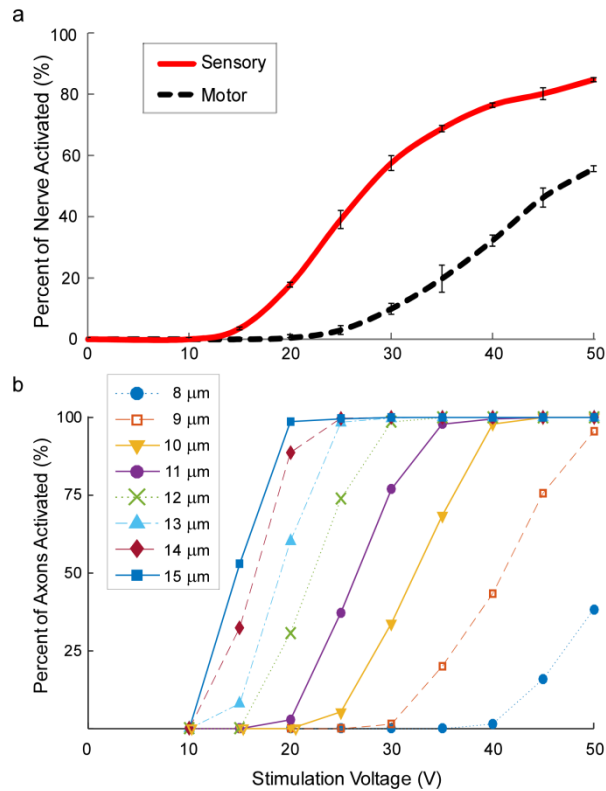 a
Percent of Nerve Activated (%)
100
80
60
40
20
0
Sensory
Motor
0
10
20
30
40
50
b
Percent of Axons Activated (%)
8 μm
9 μm
10 μm
11 μm
12 μm
13 μm
14 μm
15 μm
100
75
50
25
0
10
20
30
40
50
Stimulation Voltage (V)